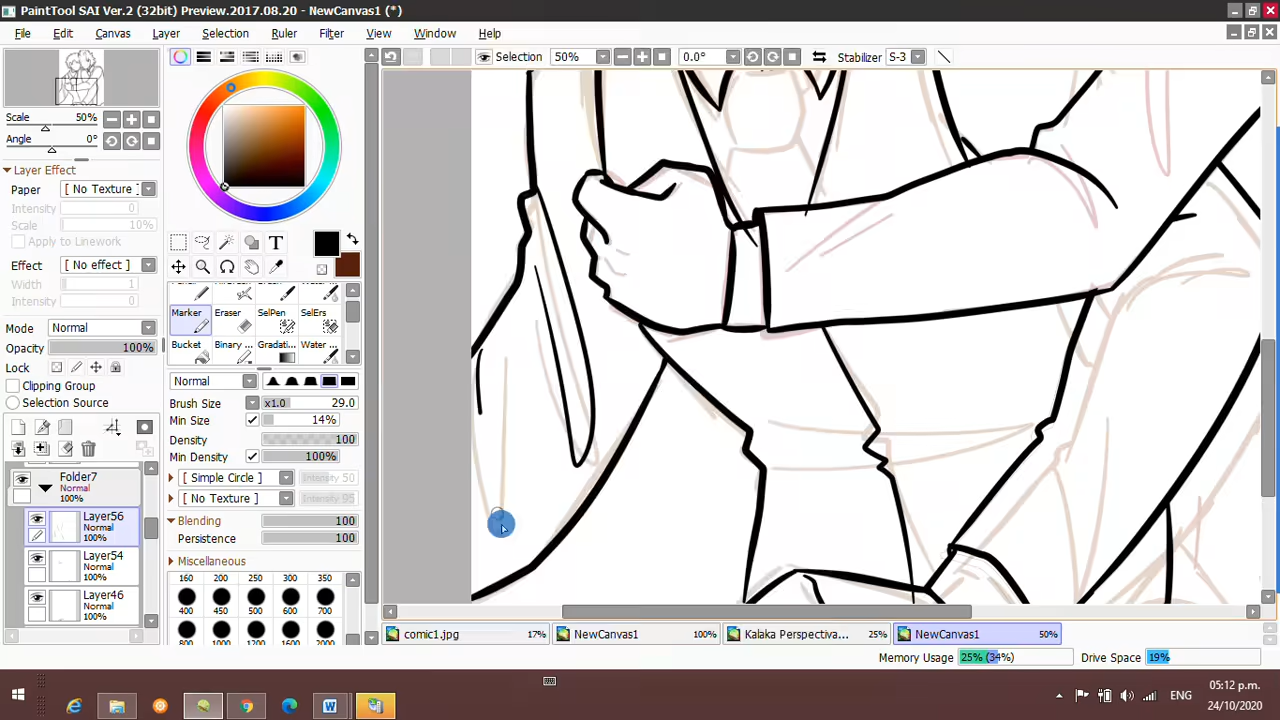 PaintTool SAI Ver.2 (32bit) Preview.2017.08.20 - NewCanvas1 (*)
File Edit Canvas Layer Selection Ruler Filter View Window Help
Selection 50% 0.0° Stabilizer S-3
Scale 50%
Angle 0°
Layer Effect
Paper [ No Texture ]
Intensity 0
Scale 10%
Apply to Linework
Effect [ No effect ]
Width 1
Intensity 0
Mode Normal
Opacity 100%
Lock
Clipping Group
Selection Source
Folder7
Normal
100%
Layer56
Normal
100%
Layer54
Normal
100%
Layer46
Normal
100%
T
Marker Eraser SelPen SelErs
Bucket Binary ... Gradati... Water ...
Normal
Brush Size x1.0 29.0
Min Size 14%
Density 100
Min Density 100%
[ Simple Circle ] Intensity 50
[ No Texture ] Intensity 95
Blending 100
Persistence 100
Miscellaneous
160 200 250 300 350
400 450 500 600 700
800 1000 1200 1500 2000
comic1.jpg 17% NewCanvas1 100% Kalaka Perspectiva... 25% NewCanvas1 50%
Memory Usage 25% (34%) Drive Space 19%
ENG
05:12 p.m.
24/10/2020